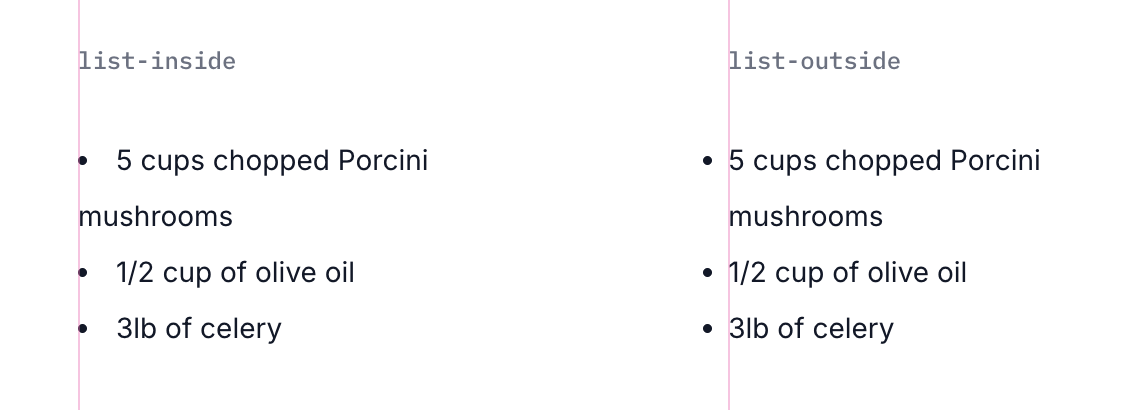 list-inside
• 5 cups chopped Porcini
mushrooms
• 1/2 cup of olive oil
• 3lb of celery
list-outside
• 5 cups chopped Porcini
mushrooms
• 1/2 cup of olive oil
• 3lb of celery